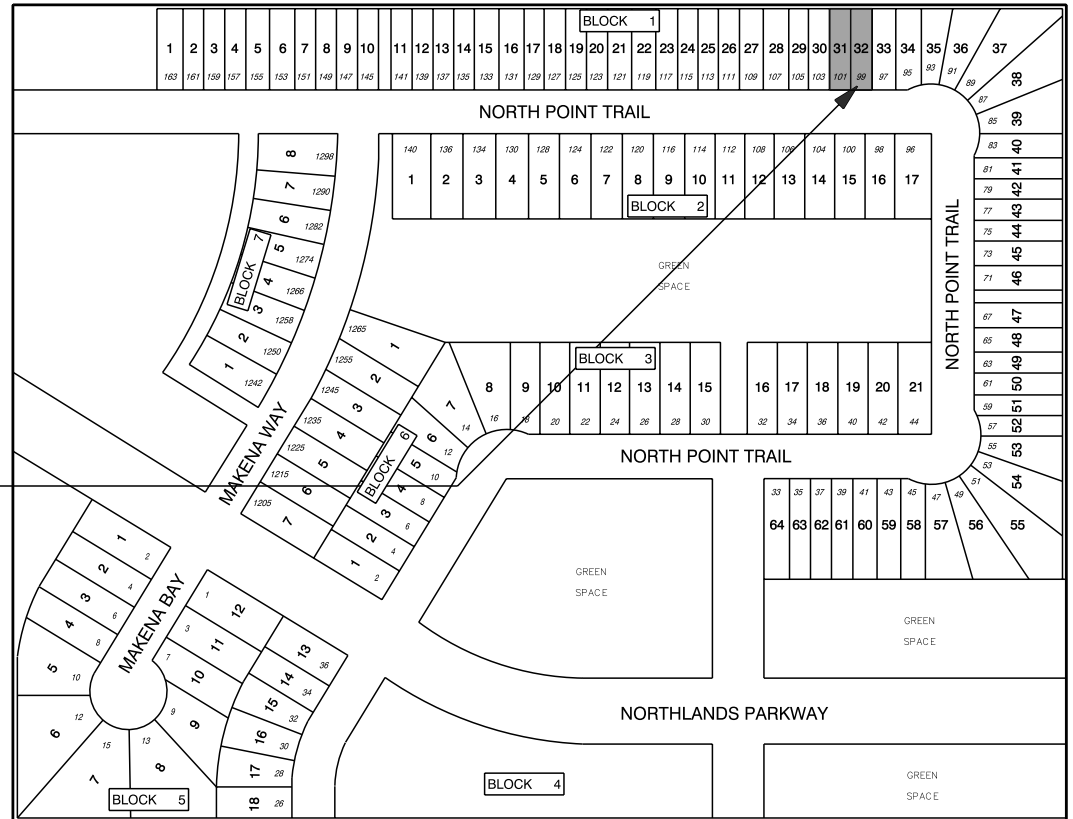 BLOCK 1
1 2 3 4 5 6 7 8 9 10 11 12 13 14 15 16 17 18 19 20 21 22 23 24 25 26 27 28 29 30 31 32 33 34 35 36 37
163 161 159 157 155 153 151 149 147 145 141 139 137 135 133 131 129 127 125 123 121 119 117 115 113 111 109 107 105 103 101 99 97 95 93 91 89
38
87
NORTH POINT TRAIL
85 39
83 40
81 41
79 42
77 43
75 44
73 45
71 46
67 47
65 48
63 49
61 50
59 51
57 52
55 53
53 54
51 55
49 56
47 57
NORTH POINT TRAIL
140 136 134 130 128 124 122 120 116 114 112 108 106 104 100 98 96
1 2 3 4 5 6 7 8 9 10 11 12 13 14 15 16 17
BLOCK 2
GREEN
SPACE
8 1298
7 1290
6 1282
5 1274
4 1266
3 1258
2 1250
1 1242
BLOCK 7
MAKENA WAY
1265 1
1255 2
1245 3
1235 4
1225 5
1215 6
1205 7
BLOCK 6
7 14
6 12
5 10
4 8
3 6
2 4
1 2
BLOCK 3
8 9 10 11 12 13 14 15 16 17 18 19 20 21
16 18 20 22 24 26 28 30 32 34 36 38 40 42 44
NORTH POINT TRAIL
33 35 37 39 41 43 45
64 63 62 61 60 59 58
GREEN
SPACE
GREEN
SPACE
NORTHLANDS PARKWAY
MAKENA BAY
1 2
2 4
3 6
4 8
5 10
6 12
7 15
8 13
9 9
10 7
11 3
12 1
13 36
14 34
15 32
16 30
17 28
18 26
BLOCK 5
BLOCK 4
GREEN
SPACE